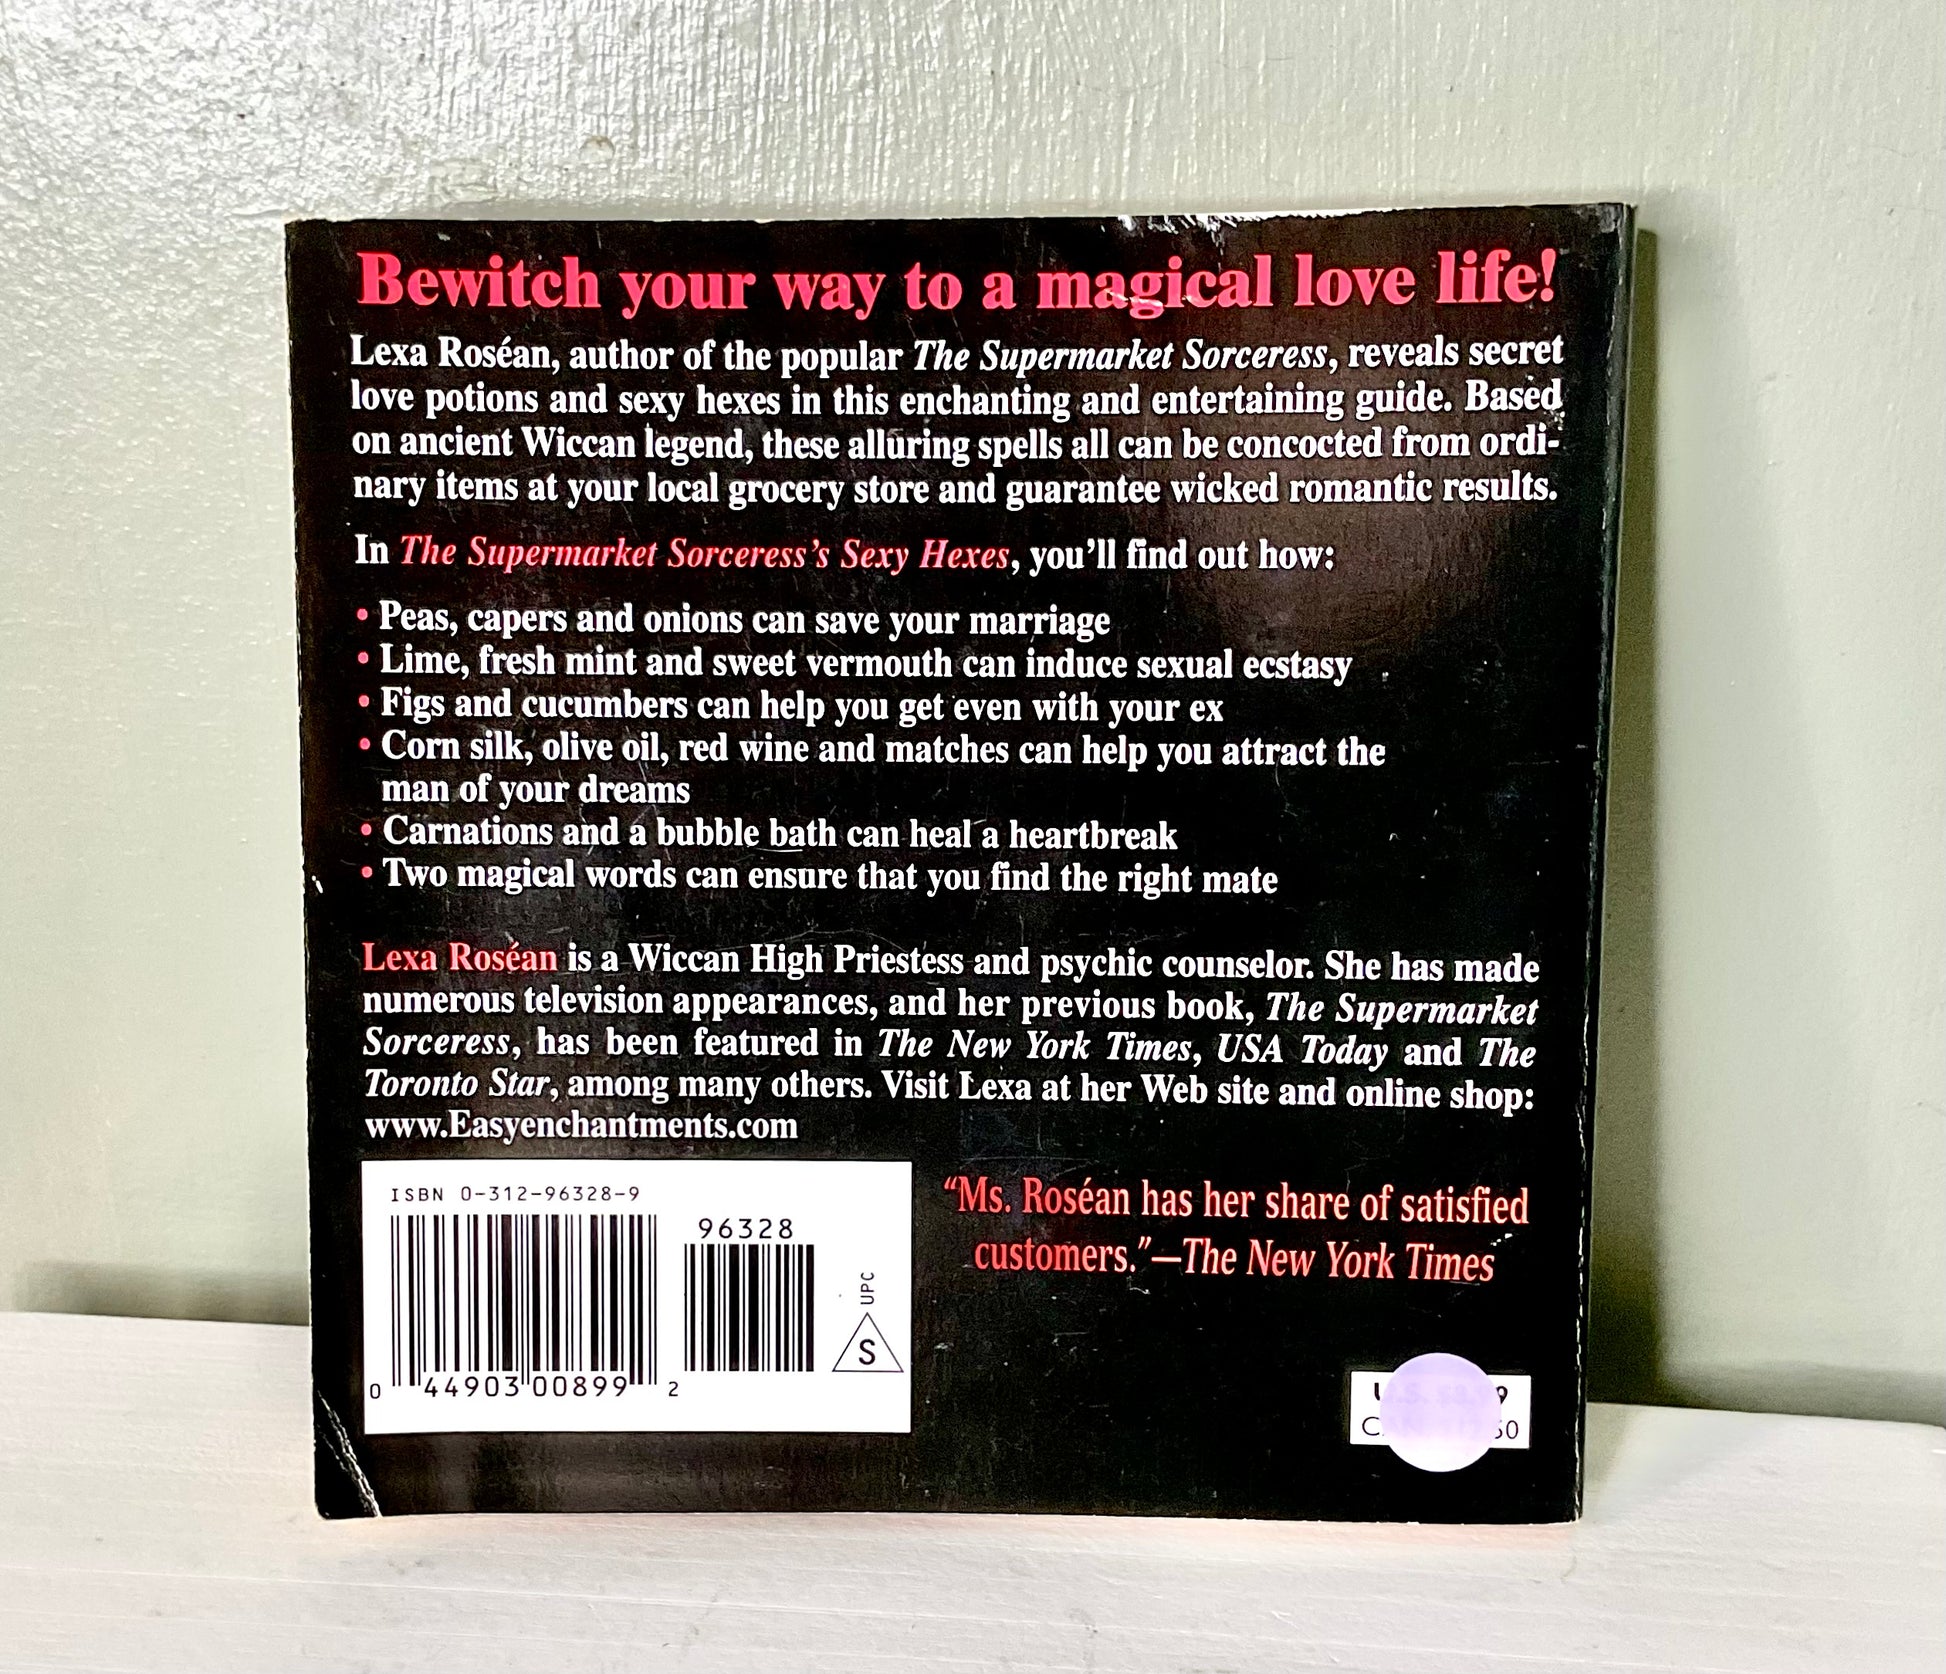 Bewitch your way to a magical love life!
Lexa Roséan, author of the popular The Supermarket Sorceress, reveals secret
love potions and sexy hexes in this enchanting and entertaining guide. Based
on ancient Wiccan legend, these alluring spells all can be concocted from ordi-
nary items at your local grocery store and guarantee wicked romantic results.
In The Supermarket Sorceress's Sexy Hexes, you'll find out how:
• Peas, capers and onions can save your marriage
• Lime, fresh mint and sweet vermouth can induce sexual ecstasy
• Figs and cucumbers can help you get even with your ex
• Corn silk, olive oil, red wine and matches can help you attract the
man of your dreams
• Carnations and a bubble bath can heal a heartbreak
• Two magical words can ensure that you find the right mate
Lexa Roséan is a Wiccan High Priestess and psychic counselor. She has made
numerous television appearances, and her previous book, The Supermarket
Sorceress, has been featured in The New York Times, USA Today and The
Toronto Star, among many others. Visit Lexa at her Web site and online shop:
www.Easyenchantments.com
ISBN 0-312-96328-9
96328
UPC
S
0 44903 00899 2
"Ms. Roséan has her share of satisfied
customers."—The New York Times